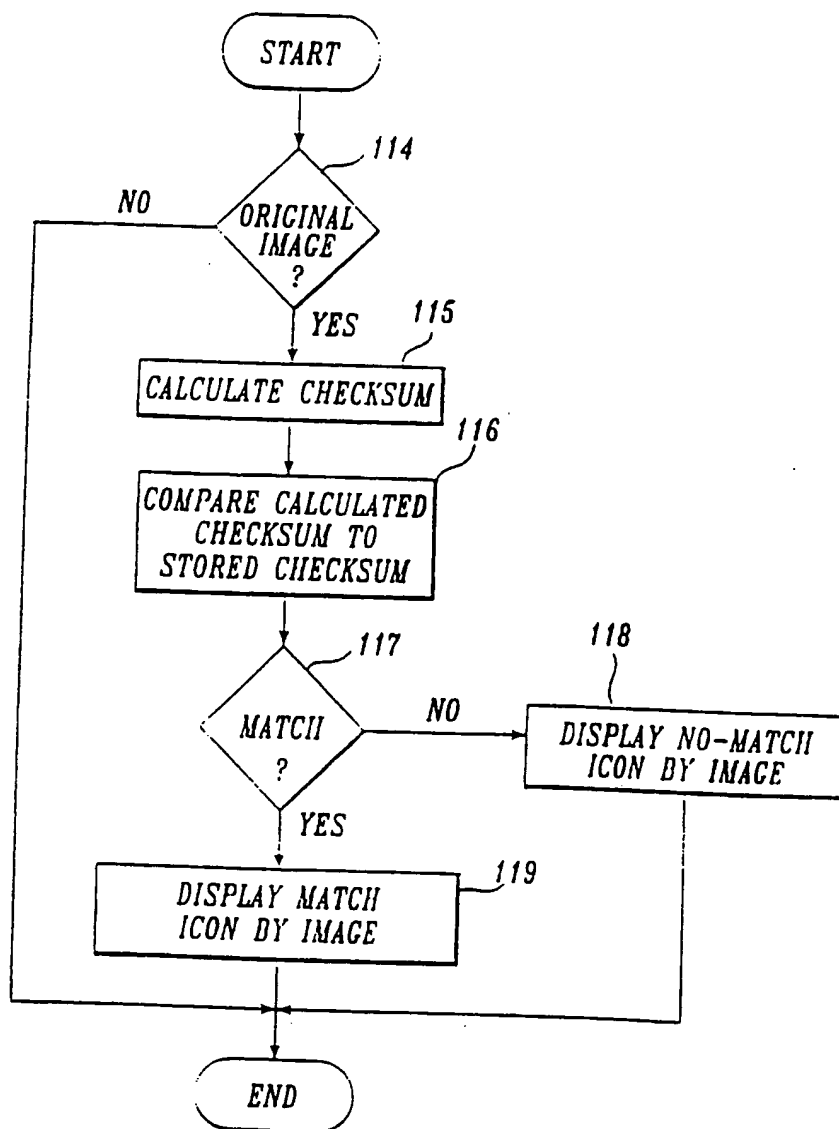 START
114
NO
ORIGINAL
IMAGE
?
YES
115
CALCULATE CHECKSUM
116
COMPARE CALCULATED
CHECKSUM TO
STORED CHECKSUM
117
MATCH
?
NO
118
DISPLAY NO-MATCH
ICON BY IMAGE
YES
119
DISPLAY MATCH
ICON BY IMAGE
END